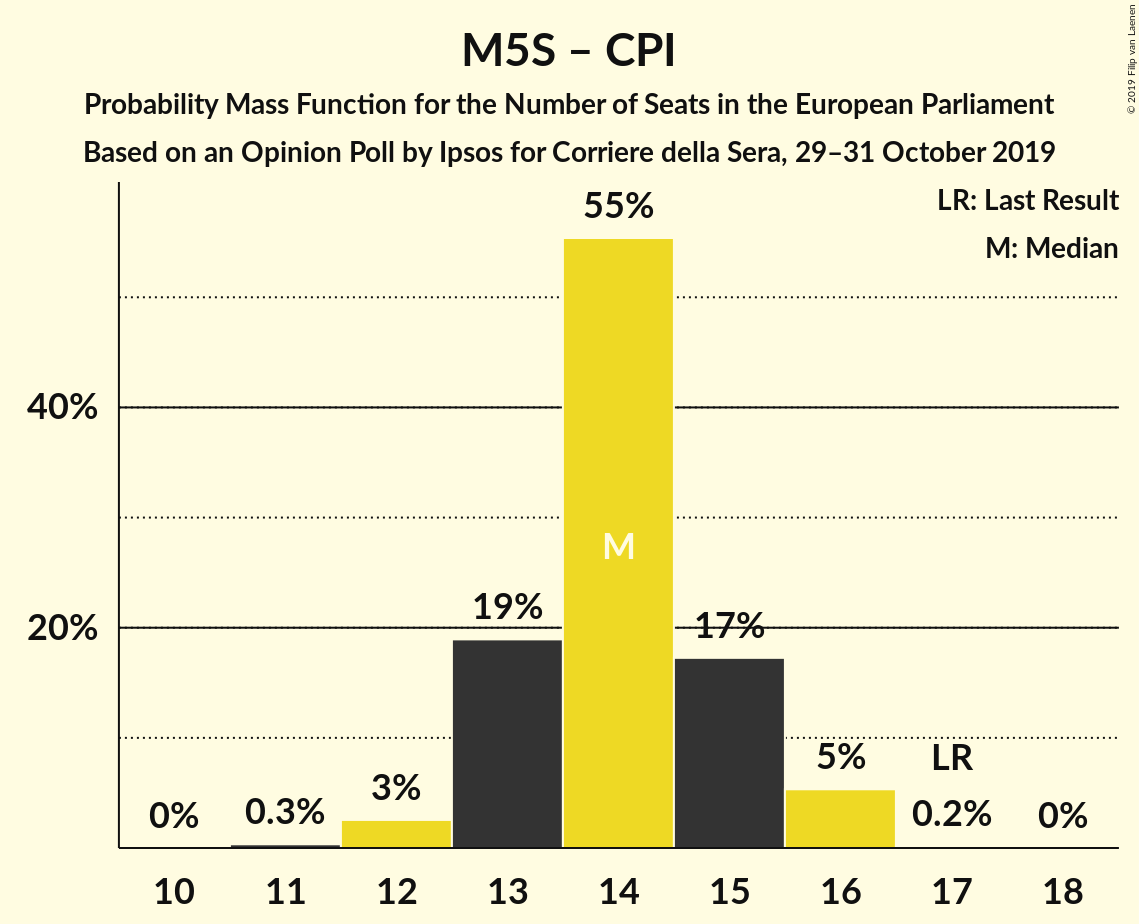 © 2019 Filip van Laenen
M5S – CPI
Probability Mass Function for the Number of Seats in the European Parliament
Based on an Opinion Poll by Ipsos for Corriere della Sera, 29–31 October 2019
LR: Last Result
M: Median
55%
40%
M
19%
17%
20%
3%
5%
LR
0%
0.3%
0.2%
0%
10 11 12 13 14 15 16 17 18